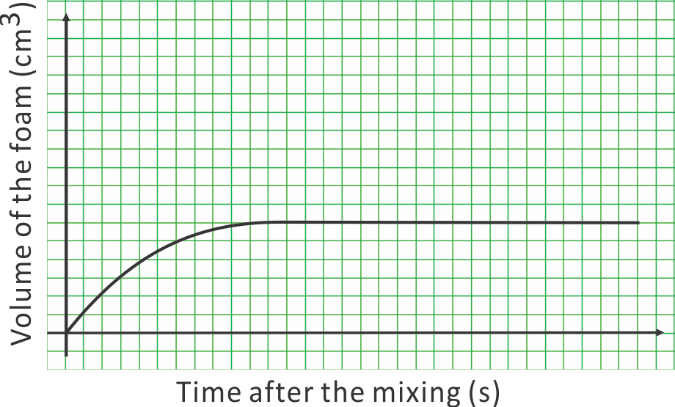 Volume of the foam (cm³)
Time after the mixing (s)